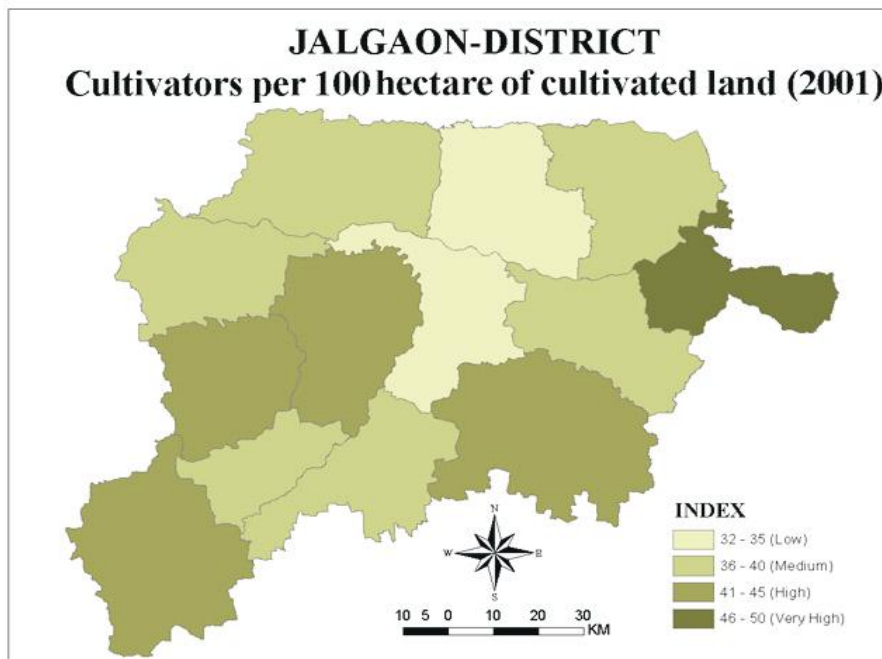 JALGAON-DISTRICT
Cultivators per 100 hectare of cultivated land (2001)
N
W E
S
INDEX
32 - 35 (Low)
36 - 40 (Medium)
41 - 45 (High)
46 - 50 (Very High)
10 5 0 10 20 30
KM